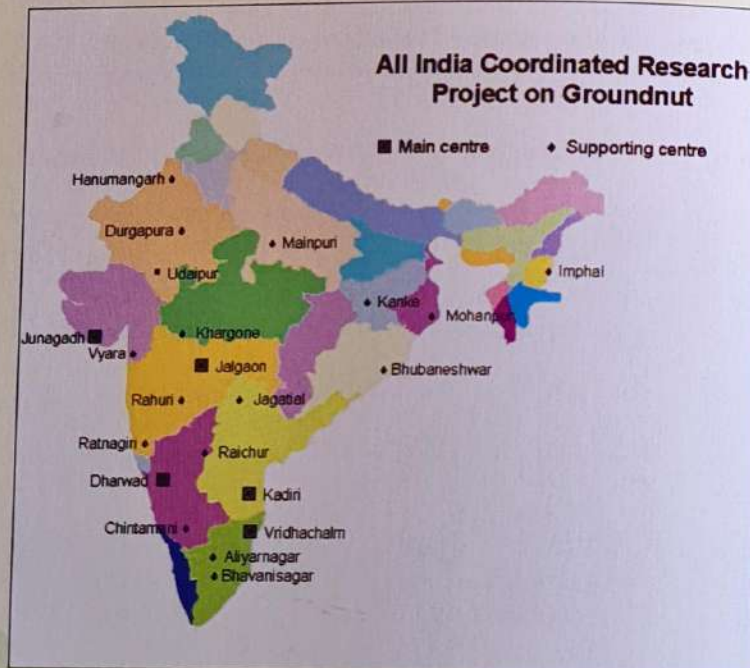 All India Coordinated Research
Project on Groundnut
Main centre
Supporting centre
Hanumangarh
Durgapura
Mainpuri
Udaipur
Imphal
Kanke
Mohanpur
Khargone
Junagadh
Vyara
Jalgaon
Bhubaneshwar
Rahuri
Jagatial
Ratnagiri
Raichur
Dharwad
Kadiri
Chintamani
Vridhachalm
Aliyarnagar
Bhavanisagar